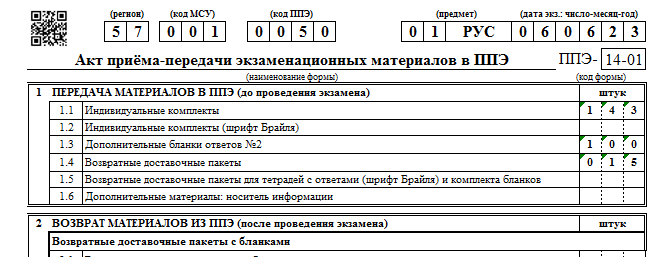 (регион) (код МСУ) (код ППЭ) (предмет) (дата экз.: число-месяц-год)
5 7 0 0 1 0 0 5 0 0 1 РУС 0 6 0 6 2 3
Акт приёма-передачи экзаменационных материалов в ППЭ ППЭ- 14-01
(наименование формы) (код формы)
1 ПЕРЕДАЧА МАТЕРИАЛОВ В ППЭ (до проведения экзамена) штук
1.1 Индивидуальные комплекты 1 4 3
1.2 Индивидуальные комплекты (шрифт Брайля)
1.3 Дополнительные бланки ответов №2 1 0 0
1.4 Возвратные доставочные пакеты 0 1 5
1.5 Возвратные доставочные пакеты для тетрадей с ответами (шрифт Брайля) и комплекта бланков
1.6 Дополнительные материалы: носитель информации
2 ВОЗВРАТ МАТЕРИАЛОВ ИЗ ППЭ (после проведения экзамена) штук
Возвратные доставочные пакеты с бланками